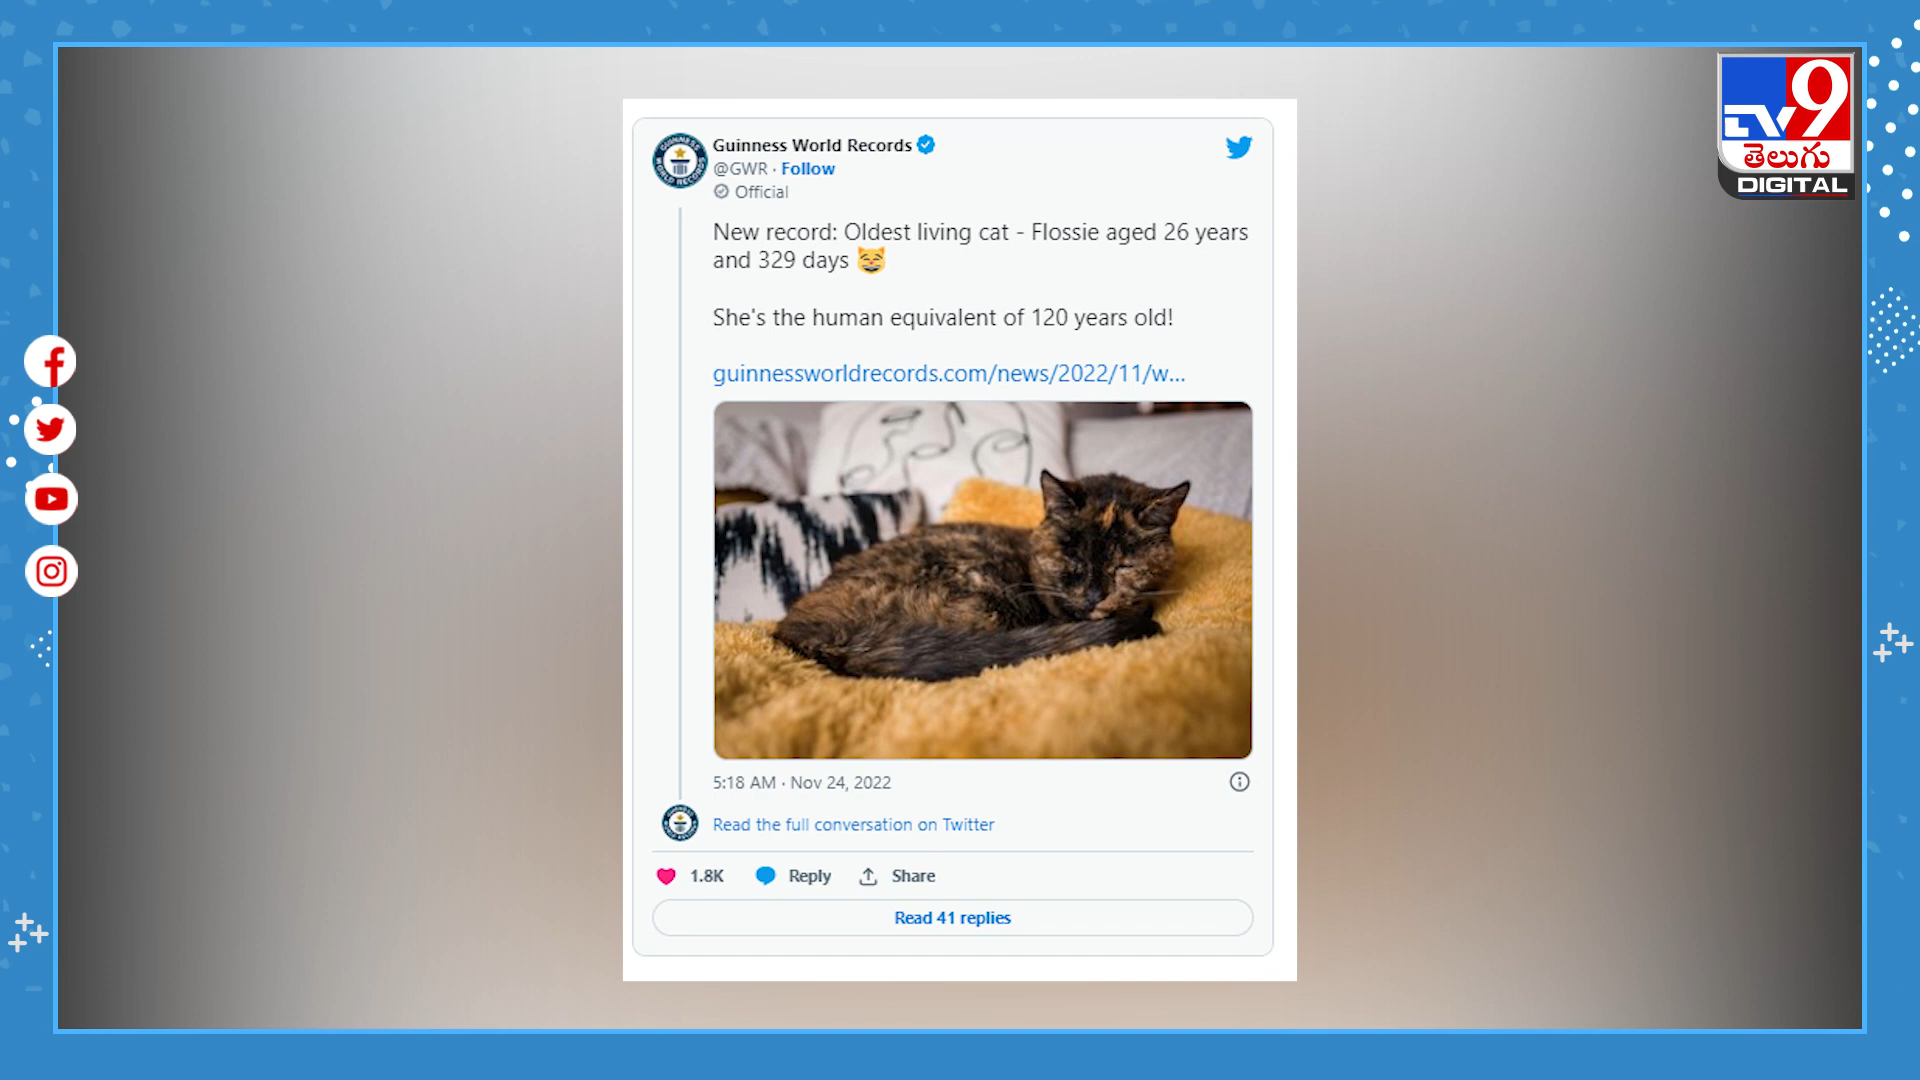 Guinness World Records
@GWR · Follow
Official
New record: Oldest living cat - Flossie aged 26 years
and 329 days 😸
She's the human equivalent of 120 years old!
guinnessworldrecords.com/news/2022/11/w...
5:18 AM · Nov 24, 2022
Read the full conversation on Twitter
1.8K Reply Share
Read 41 replies
TV9
తెలుగు
DIGITAL